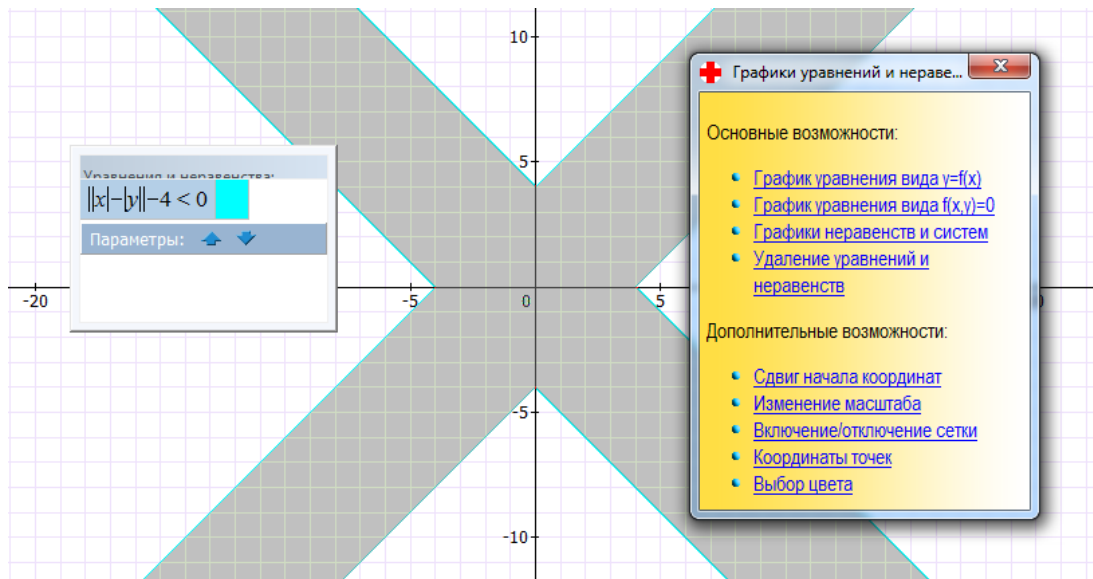 10
5
Уравнения и неравенства:
||x|−|y||−4 < 0
Параметры:
-20
-5
0
5
-5
-10
Графики уравнений и нераве...
Основные возможности:
График уравнения вида y=f(x)
График уравнения вида f(x,y)=0
Графики неравенств и систем
Удаление уравнений и
неравенств
Дополнительные возможности:
Сдвиг начала координат
Изменение масштаба
Включение/отключение сетки
Координаты точек
Выбор цвета